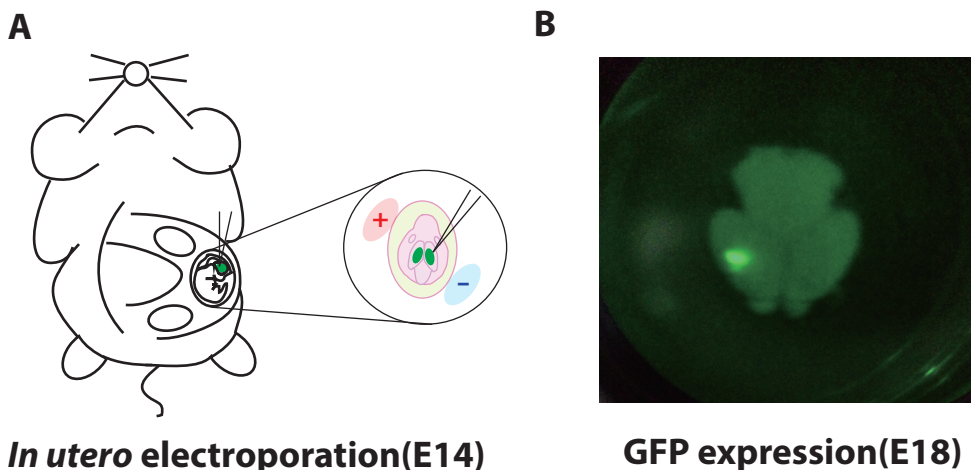 A
B
+
-
In utero electroporation(E14)
GFP expression(E18)